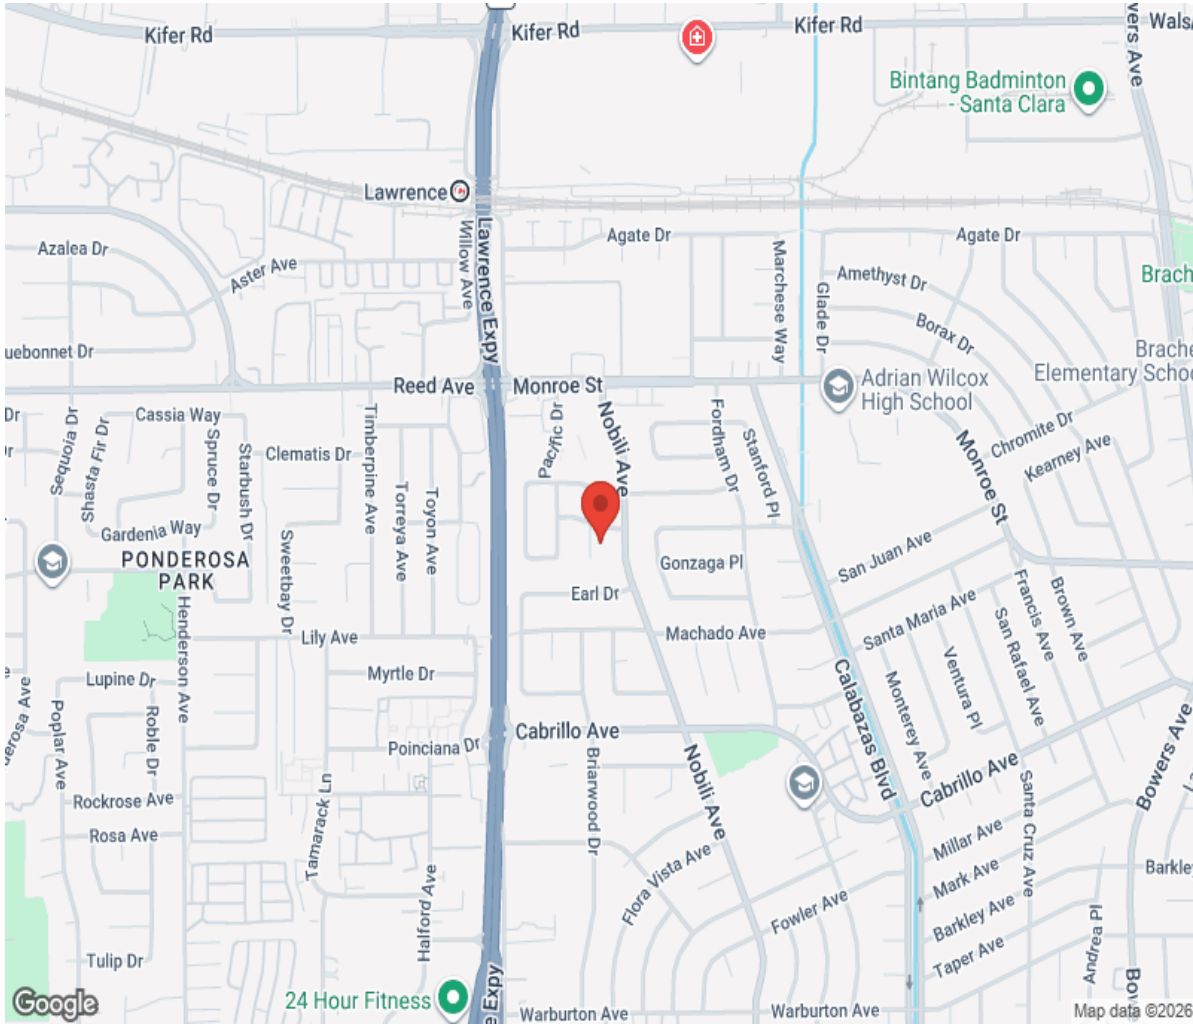 Kifer Rd
Kifer Rd
Kifer Rd
Wals
wers Ave
Bintang Badminton
- Santa Clara
Lawrence
Willow Ave
Lawrence Expy
Azalea Dr
Aster Ave
Agate Dr
Agate Dr
Marchese Way
Glade Dr
Amethyst Dr
Borax Dr
Brach
uebonnet Dr
Reed Ave
Monroe St
Brache
Elementary Schoo
Adrian Wilcox
High School
Dr
Cassia Way
Sequoia Dr
Shasta Fir Dr
Spruce Dr
Starbush Dr
Clematis Dr
Timberpine Ave
Torreya Ave
Toyon Ave
Pacific Dr
Nobili Ave
Fordham Dr
Stanford Pl
Chromite Dr
Kearney Ave
Monroe St
Gardenia Way
PONDEROSA
PARK
Sweetbay Dr
Henderson Ave
Gonzaga Pl
San Juan Ave
Earl Dr
Lily Ave
Machado Ave
Santa Maria Ave
Francis Ave
Brown Ave
San Rafael Ave
Ventura Pl
Monterey Ave
Calabazas Blvd
Lupine Dr
Myrtle Dr
derosa Ave
Poplar Ave
Roble Dr
Poinciana Dr
Cabrillo Ave
Nobili Ave
Briarwood Dr
Cabrillo Ave
Bowers Ave
Rockrose Ave
Rosa Ave
Tamarack Ln
Halford Ave
Flora Vista Ave
Millar Ave
Mark Ave
Santa Cruz Ave
Barkley
Fowler Ave
Barkley Ave
Taper Ave
Andrea Pl
Tulip Dr
24 Hour Fitness
e Expy
Warburton Ave
Warburton Ave
Bowers
Google
Map data ©2026